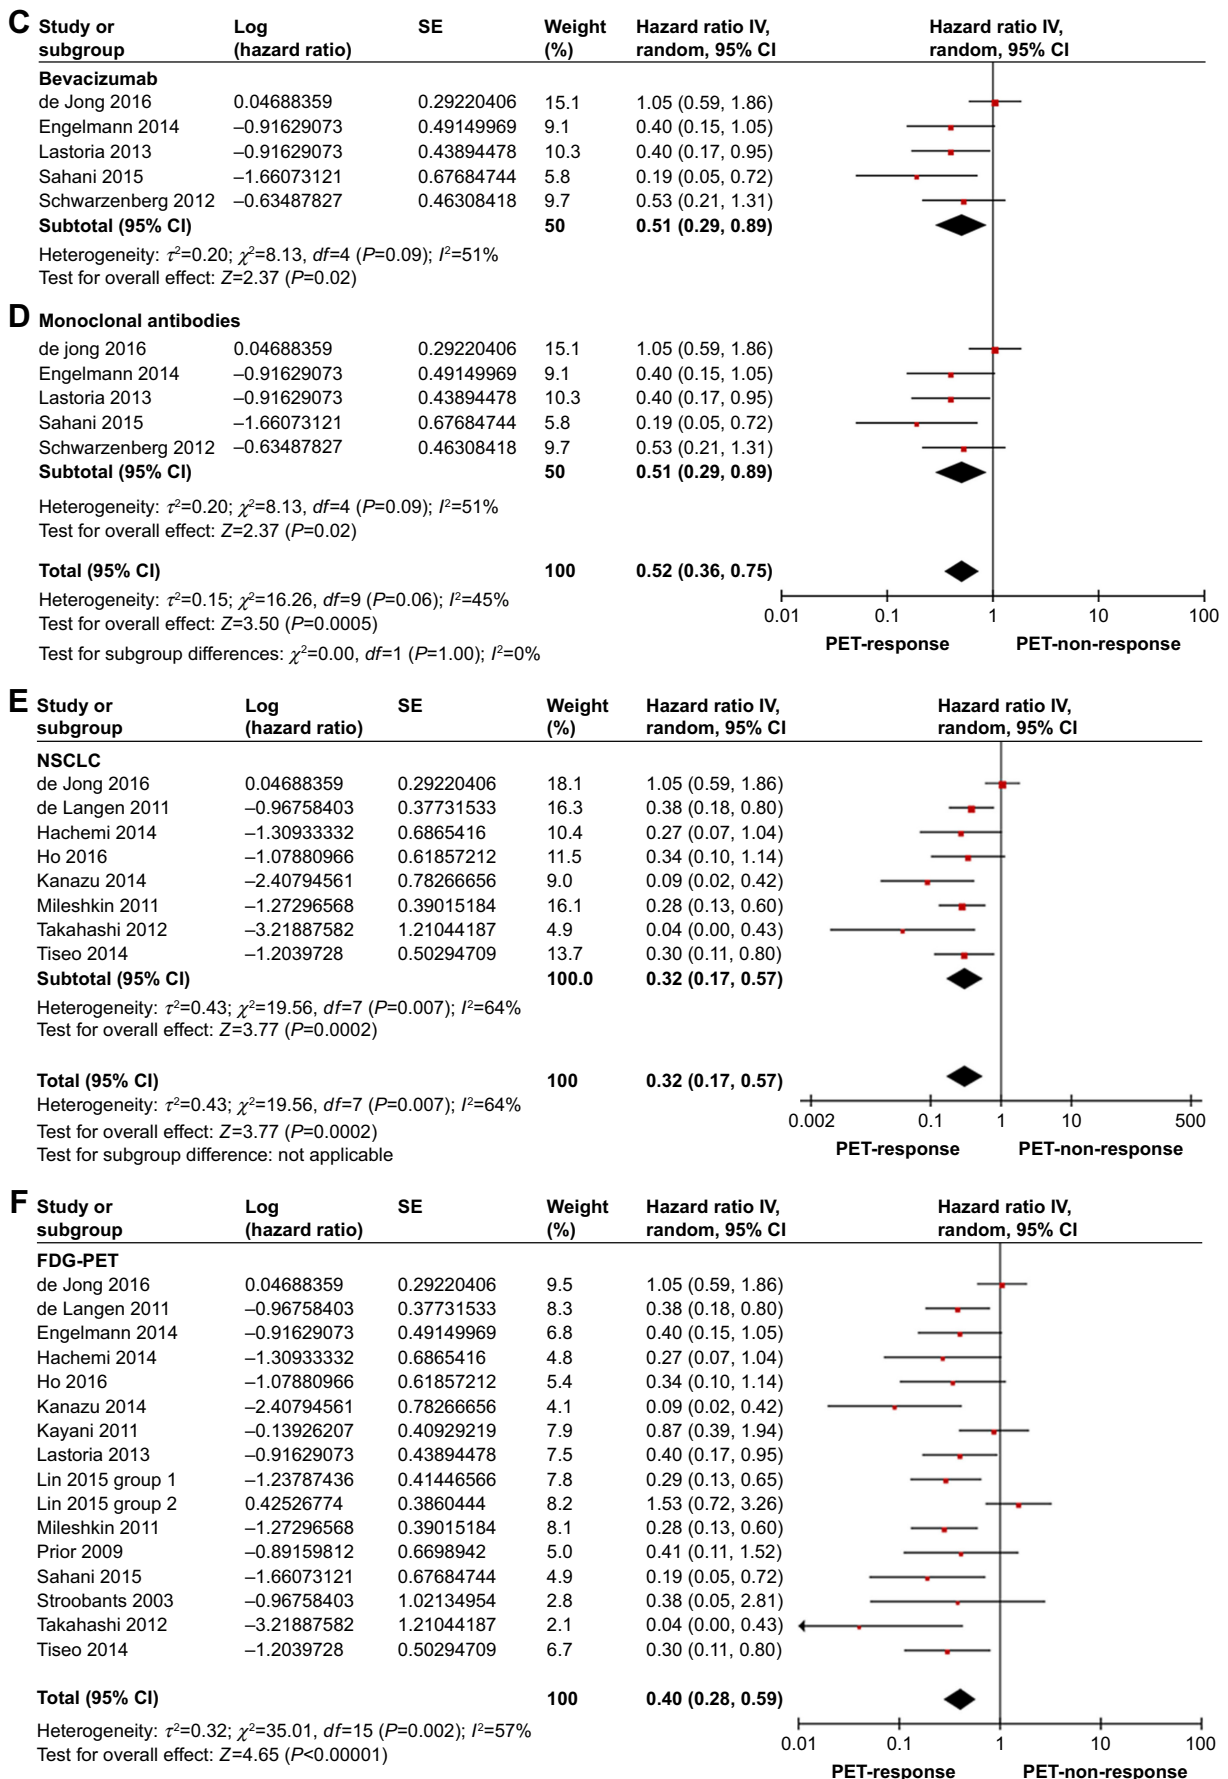 C Study or subgroup Log (hazard ratio) SE Weight (%) Hazard ratio IV, random, 95% CI Hazard ratio IV, random, 95% CI
Bevacizumab
de Jong 2016 0.04688359 0.29220406 15.1 1.05 (0.59, 1.86)
Engelmann 2014 –0.91629073 0.49149969 9.1 0.40 (0.15, 1.05)
Lastoria 2013 –0.91629073 0.43894478 10.3 0.40 (0.17, 0.95)
Sahani 2015 –1.66073121 0.67684744 5.8 0.19 (0.05, 0.72)
Schwarzenberg 2012 –0.63487827 0.46308418 9.7 0.53 (0.21, 1.31)
Subtotal (95% CI) 50 0.51 (0.29, 0.89)
Heterogeneity: τ²=0.20; χ²=8.13, df=4 (P=0.09); I²=51%
Test for overall effect: Z=2.37 (P=0.02)
D Monoclonal antibodies
de jong 2016 0.04688359 0.29220406 15.1 1.05 (0.59, 1.86)
Engelmann 2014 –0.91629073 0.49149969 9.1 0.40 (0.15, 1.05)
Lastoria 2013 –0.91629073 0.43894478 10.3 0.40 (0.17, 0.95)
Sahani 2015 –1.66073121 0.67684744 5.8 0.19 (0.05, 0.72)
Schwarzenberg 2012 –0.63487827 0.46308418 9.7 0.53 (0.21, 1.31)
Subtotal (95% CI) 50 0.51 (0.29, 0.89)
Heterogeneity: τ²=0.20; χ²=8.13, df=4 (P=0.09); I²=51%
Test for overall effect: Z=2.37 (P=0.02)
Total (95% CI) 100 0.52 (0.36, 0.75)
Heterogeneity: τ²=0.15; χ²=16.26, df=9 (P=0.06); I²=45%
Test for overall effect: Z=3.50 (P=0.0005)
Test for subgroup differences: χ²=0.00, df=1 (P=1.00); I²=0%
0.01 0.1 1 10 100
PET-response PET-non-response
E Study or subgroup Log (hazard ratio) SE Weight (%) Hazard ratio IV, random, 95% CI Hazard ratio IV, random, 95% CI
NSCLC
de Jong 2016 0.04688359 0.29220406 18.1 1.05 (0.59, 1.86)
de Langen 2011 –0.96758403 0.37731533 16.3 0.38 (0.18, 0.80)
Hachemi 2014 –1.30933332 0.6865416 10.4 0.27 (0.07, 1.04)
Ho 2016 –1.07880966 0.61857212 11.5 0.34 (0.10, 1.14)
Kanazu 2014 –2.40794561 0.78266656 9.0 0.09 (0.02, 0.42)
Mileshkin 2011 –1.27296568 0.39015184 16.1 0.28 (0.13, 0.60)
Takahashi 2012 –3.21887582 1.21044187 4.9 0.04 (0.00, 0.43)
Tiseo 2014 –1.2039728 0.50294709 13.7 0.30 (0.11, 0.80)
Subtotal (95% CI) 100.0 0.32 (0.17, 0.57)
Heterogeneity: τ²=0.43; χ²=19.56, df=7 (P=0.007); I²=64%
Test for overall effect: Z=3.77 (P=0.0002)
Total (95% CI) 100 0.32 (0.17, 0.57)
Heterogeneity: τ²=0.43; χ²=19.56, df=7 (P=0.007); I²=64%
Test for overall effect: Z=3.77 (P=0.0002)
Test for subgroup difference: not applicable
0.002 0.1 1 10 500
PET-response PET-non-response
F Study or subgroup Log (hazard ratio) SE Weight (%) Hazard ratio IV, random, 95% CI Hazard ratio IV, random, 95% CI
FDG-PET
de Jong 2016 0.04688359 0.29220406 9.5 1.05 (0.59, 1.86)
de Langen 2011 –0.96758403 0.37731533 8.3 0.38 (0.18, 0.80)
Engelmann 2014 –0.91629073 0.49149969 6.8 0.40 (0.15, 1.05)
Hachemi 2014 –1.30933332 0.6865416 4.8 0.27 (0.07, 1.04)
Ho 2016 –1.07880966 0.61857212 5.4 0.34 (0.10, 1.14)
Kanazu 2014 –2.40794561 0.78266656 4.1 0.09 (0.02, 0.42)
Kayani 2011 –0.13926207 0.40929219 7.9 0.87 (0.39, 1.94)
Lastoria 2013 –0.91629073 0.43894478 7.5 0.40 (0.17, 0.95)
Lin 2015 group 1 –1.23787436 0.41446566 7.8 0.29 (0.13, 0.65)
Lin 2015 group 2 0.42526774 0.3860444 8.2 1.53 (0.72, 3.26)
Mileshkin 2011 –1.27296568 0.39015184 8.1 0.28 (0.13, 0.60)
Prior 2009 –0.89159812 0.6698942 5.0 0.41 (0.11, 1.52)
Sahani 2015 –1.66073121 0.67684744 4.9 0.19 (0.05, 0.72)
Stroobants 2003 –0.96758403 1.02134954 2.8 0.38 (0.05, 2.81)
Takahashi 2012 –3.21887582 1.21044187 2.1 0.04 (0.00, 0.43)
Tiseo 2014 –1.2039728 0.50294709 6.7 0.30 (0.11, 0.80)
Total (95% CI) 100 0.40 (0.28, 0.59)
Heterogeneity: τ²=0.32; χ²=35.01, df=15 (P=0.002); I²=57%
Test for overall effect: Z=4.65 (P<0.00001)
0.01 0.1 1 10 100
PET-response PET-non-response